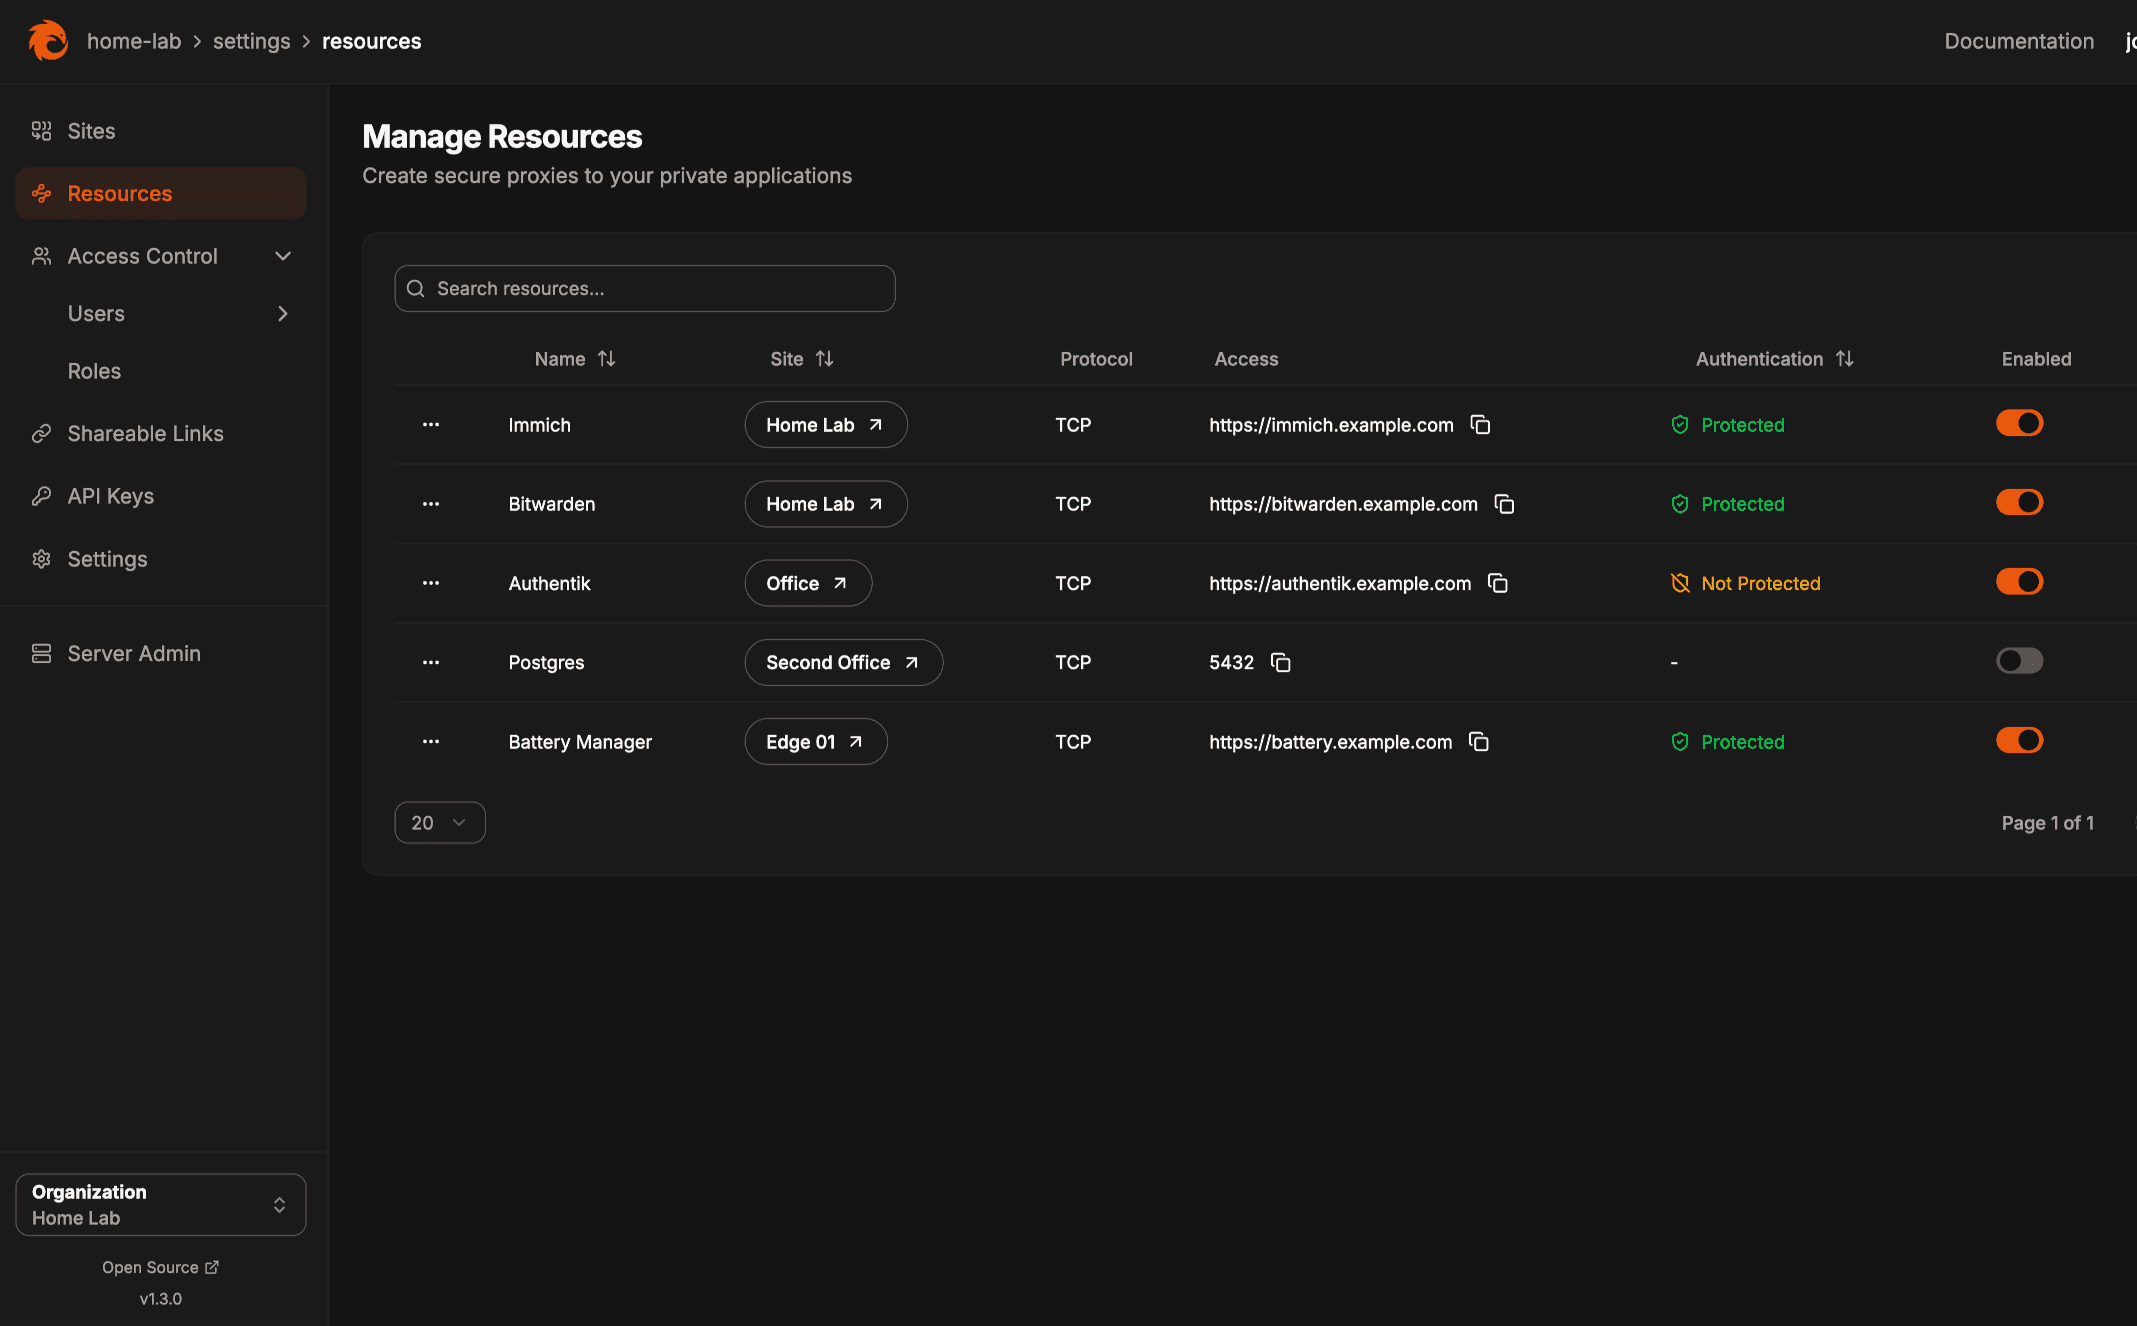 home-lab > settings > resources
Documentation
Sites
Resources
Access Control
Users
Roles
Shareable Links
API Keys
Settings
Server Admin
Organization
Home Lab
Open Source
v1.3.0
Manage Resources
Create secure proxies to your private applications
Search resources...
Name Site Protocol Access Authentication Enabled
... Immich Home Lab TCP https://immich.example.com Protected
... Bitwarden Home Lab TCP https://bitwarden.example.com Protected
... Authentik Office TCP https://authentik.example.com Not Protected
... Postgres Second Office TCP 5432 -
... Battery Manager Edge 01 TCP https://battery.example.com Protected
20 Page 1 of 1